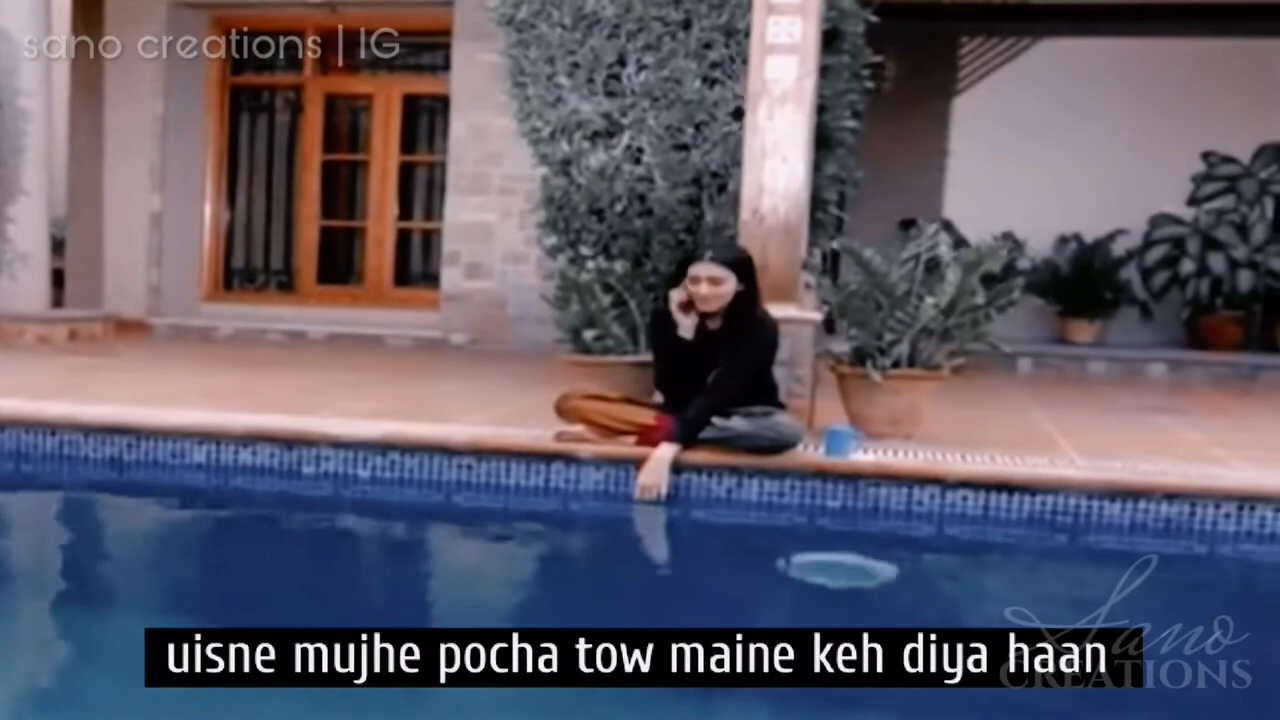 sano creations | IG
uisne mujhe pocha tow maine keh diya haan
Sano
CREATIONS